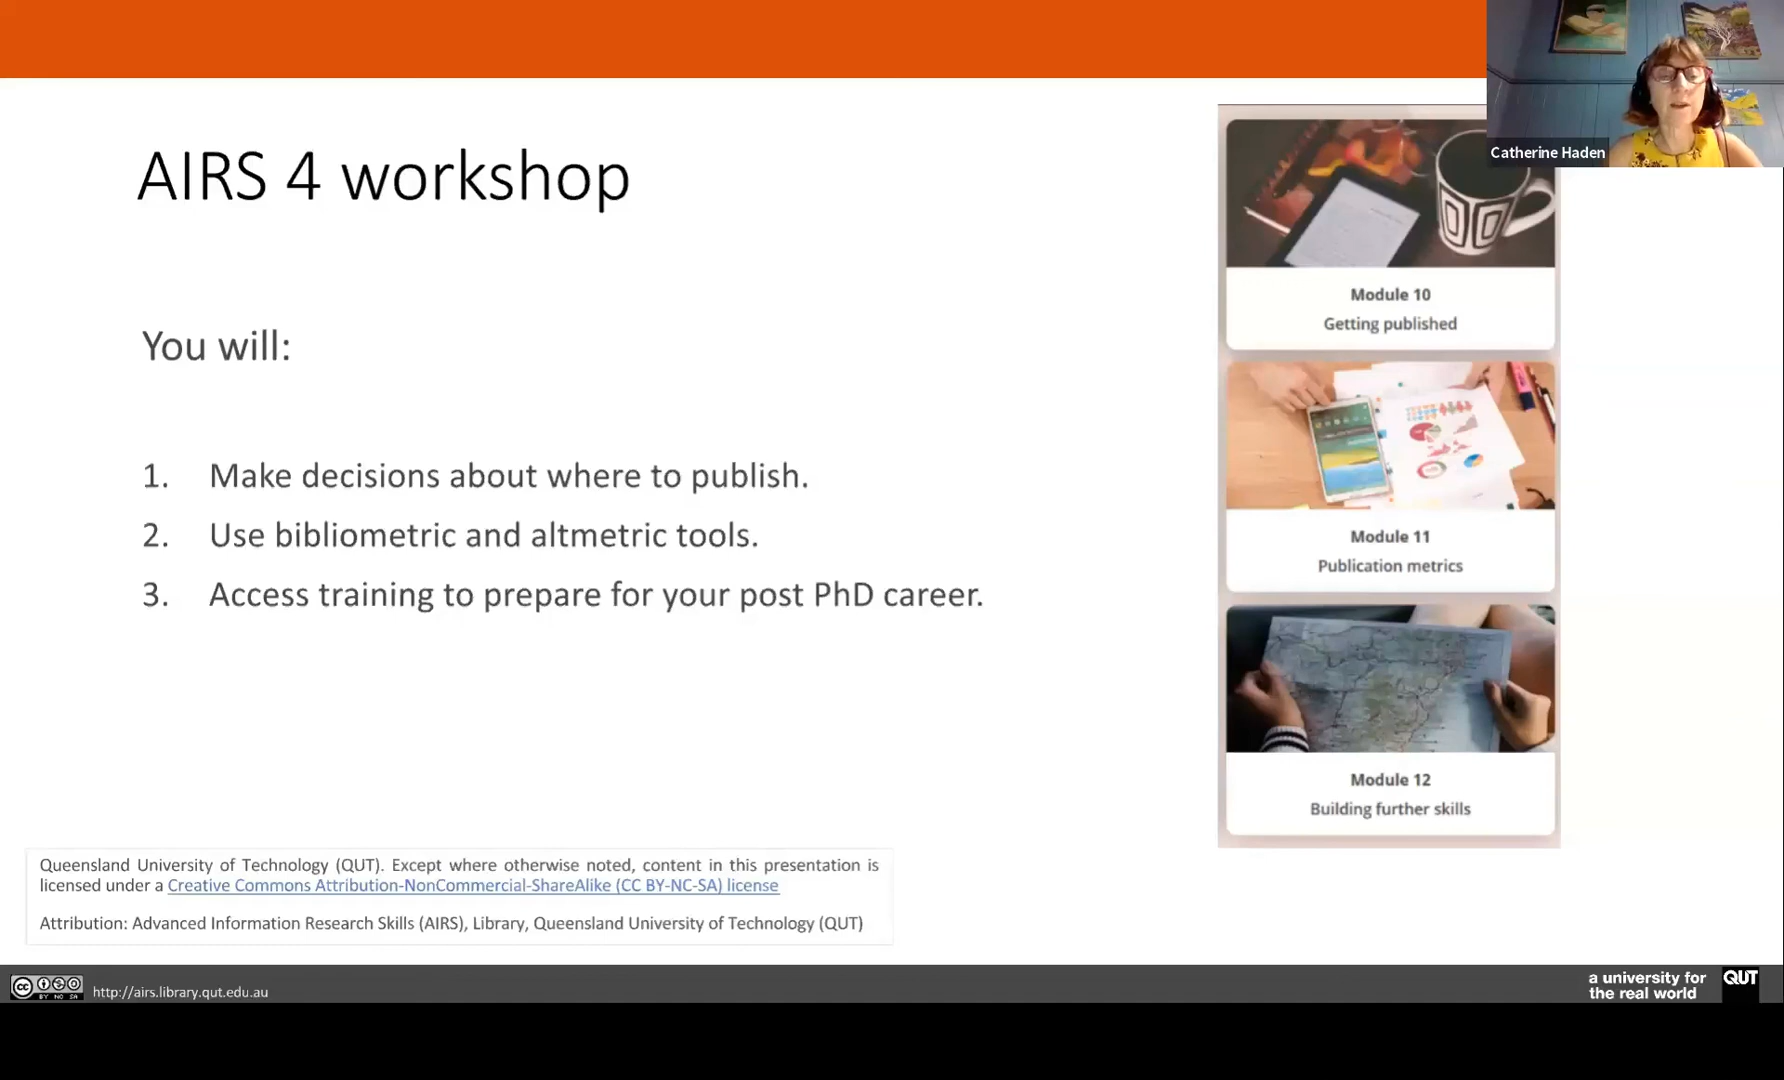 AIRS 4 workshop
You will:
1. Make decisions about where to publish.
2. Use bibliometric and altmetric tools.
3. Access training to prepare for your post PhD career.
Catherine Haden
Module 10
Getting published
Module 11
Publication metrics
Module 12
Building further skills
Queensland University of Technology (QUT). Except where otherwise noted, content in this presentation is
licensed under a Creative Commons Attribution-NonCommercial-ShareAlike (CC BY-NC-SA) license
Attribution: Advanced Information Research Skills (AIRS), Library, Queensland University of Technology (QUT)
cc BY NC SA
http://airs.library.qut.edu.au
a university for
the real world
QUT